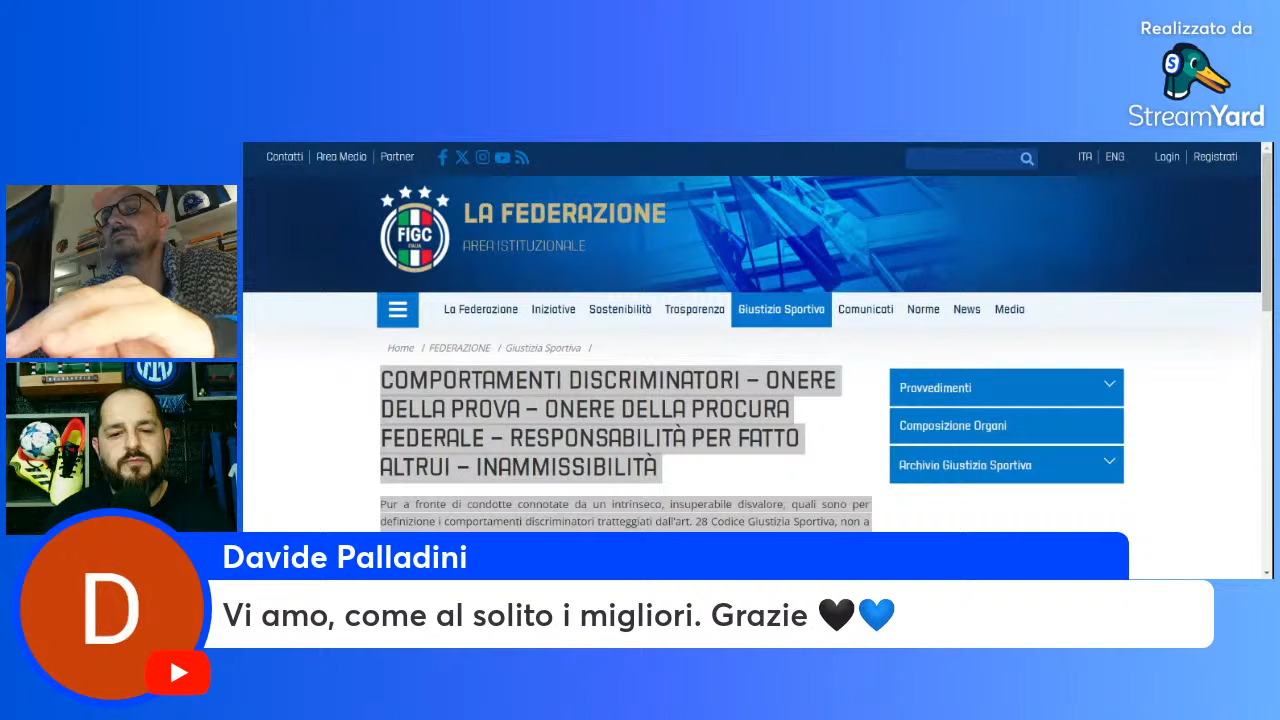 Realizzato da
StreamYard
Contatti | Area Media | Partner
ITA | ENG
Login | Registrati
FIGC
ITALIA
LA FEDERAZIONE
AREA ISTITUZIONALE
La Federazione Iniziative Sostenibilità Trasparenza Giustizia Sportiva Comunicati Norme News Media
Home / FEDERAZIONE / Giustizia Sportiva /
COMPORTAMENTI DISCRIMINATORI – ONERE
DELLA PROVA – ONERE DELLA PROCURA
FEDERALE – RESPONSABILITÀ PER FATTO
ALTRUI – INAMMISSIBILITÀ
Pur a fronte di condotte connotate da un intrinseco, insuperabile disvalore, quali sono per
definizione i comportamenti discriminatori tratteggiati dall'art. 28 Codice Giustizia Sportiva, non a
Provvedimenti
Composizione Organi
Archivio Giustizia Sportiva
D
Davide Palladini
Vi amo, come al solito i migliori. Grazie 🖤💙